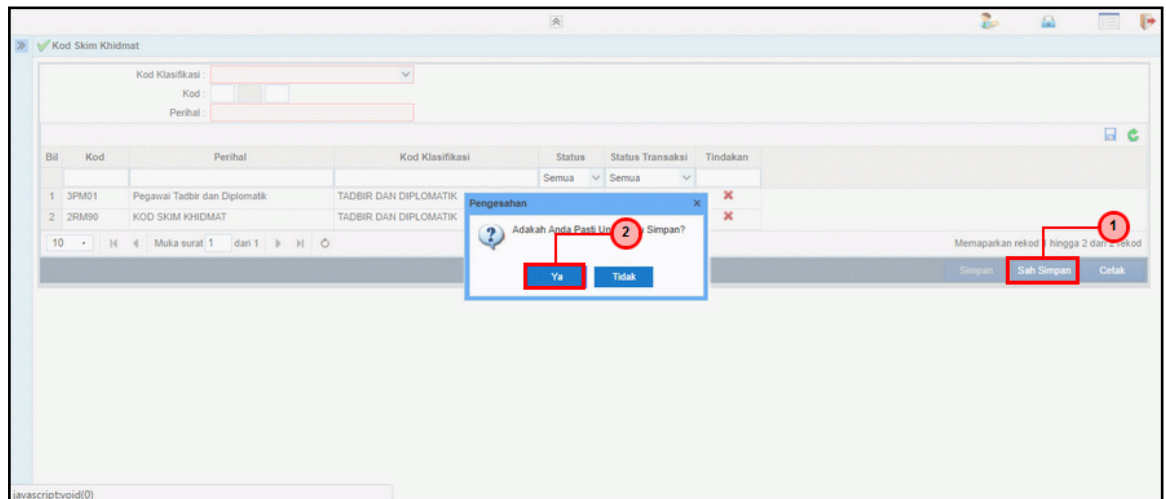 Kod Skim Khidmat
Kod Klasifikasi :
Kod :
Perihal :
Bil Kod Perihal Kod Klasifikasi Status Status Transaksi Tindakan
Semua Semua
1 3PM01 Pegawai Tadbir dan Diplomatik TADBIR DAN DIPLOMATIK
2 2RM90 KOD SKIM KHIDMAT TADBIR DAN DIPLOMATIK
Pengesahan x
Adakah Anda Pasti Simpan?
2
Ya Tidak
1
10 Muka surat 1 dari 1
Memaparkan rekod 1 hingga 2 dari 2 rekod
Simpan Sah Simpan Cetak
javascript:void(0)